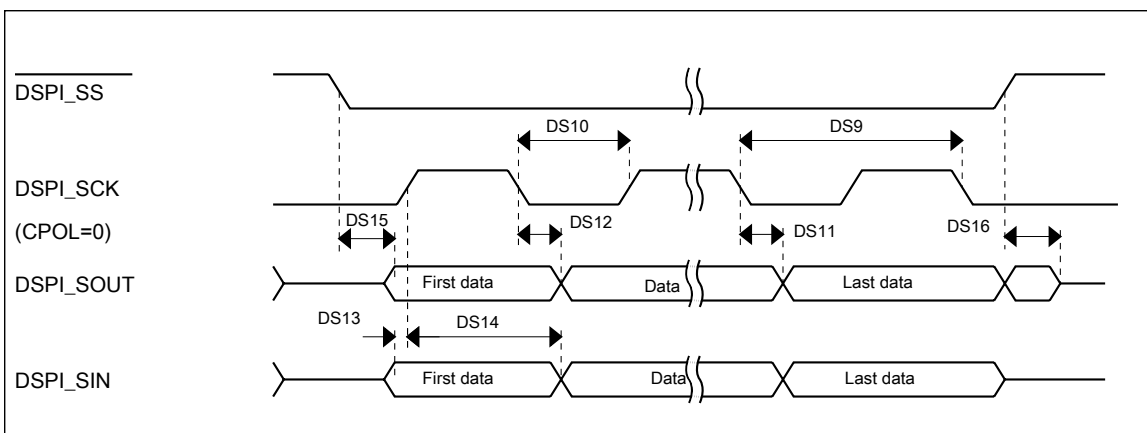 DSPI_SS
DS10
DS9
DSPI_SCK
(CPOL=0)
DS15
DS12
DS11
DS16
DSPI_SOUT
First data
Data
Last data
DS13
DS14
DSPI_SIN
First data
Data
Last data